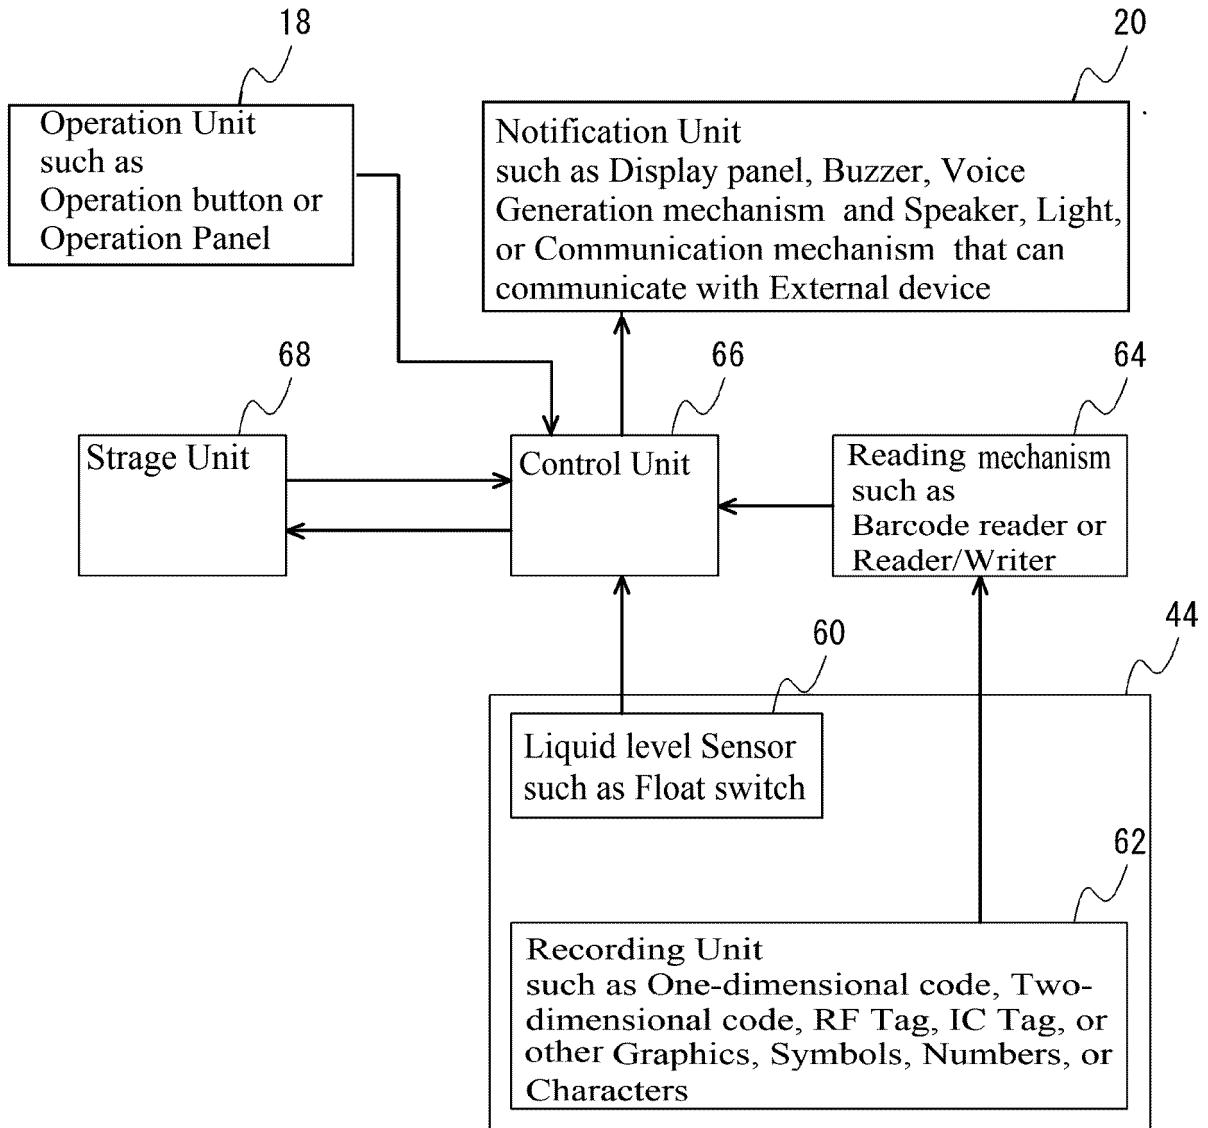 18
20
Operation Unit
such as
Operation button or
Operation Panel
Notification Unit
such as Display panel, Buzzer, Voice
Generation mechanism and Speaker, Light,
or Communication mechanism that can
communicate with External device
68
66
64
Strage Unit
Control Unit
Reading mechanism
such as
Barcode reader or
Reader/Writer
60
44
Liquid level Sensor
such as Float switch
62
Recording Unit
such as One-dimensional code, Two-
dimensional code, RF Tag, IC Tag, or
other Graphics, Symbols, Numbers, or
Characters